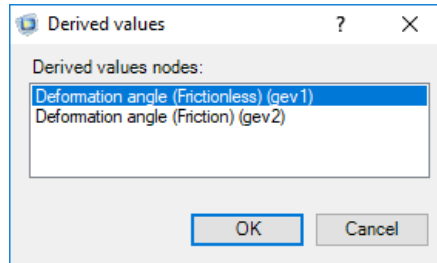 Derived values ?
Derived values nodes:
Deformation angle (Frictionless) (gev1)
Deformation angle (Friction) (gev2)
OK Cancel